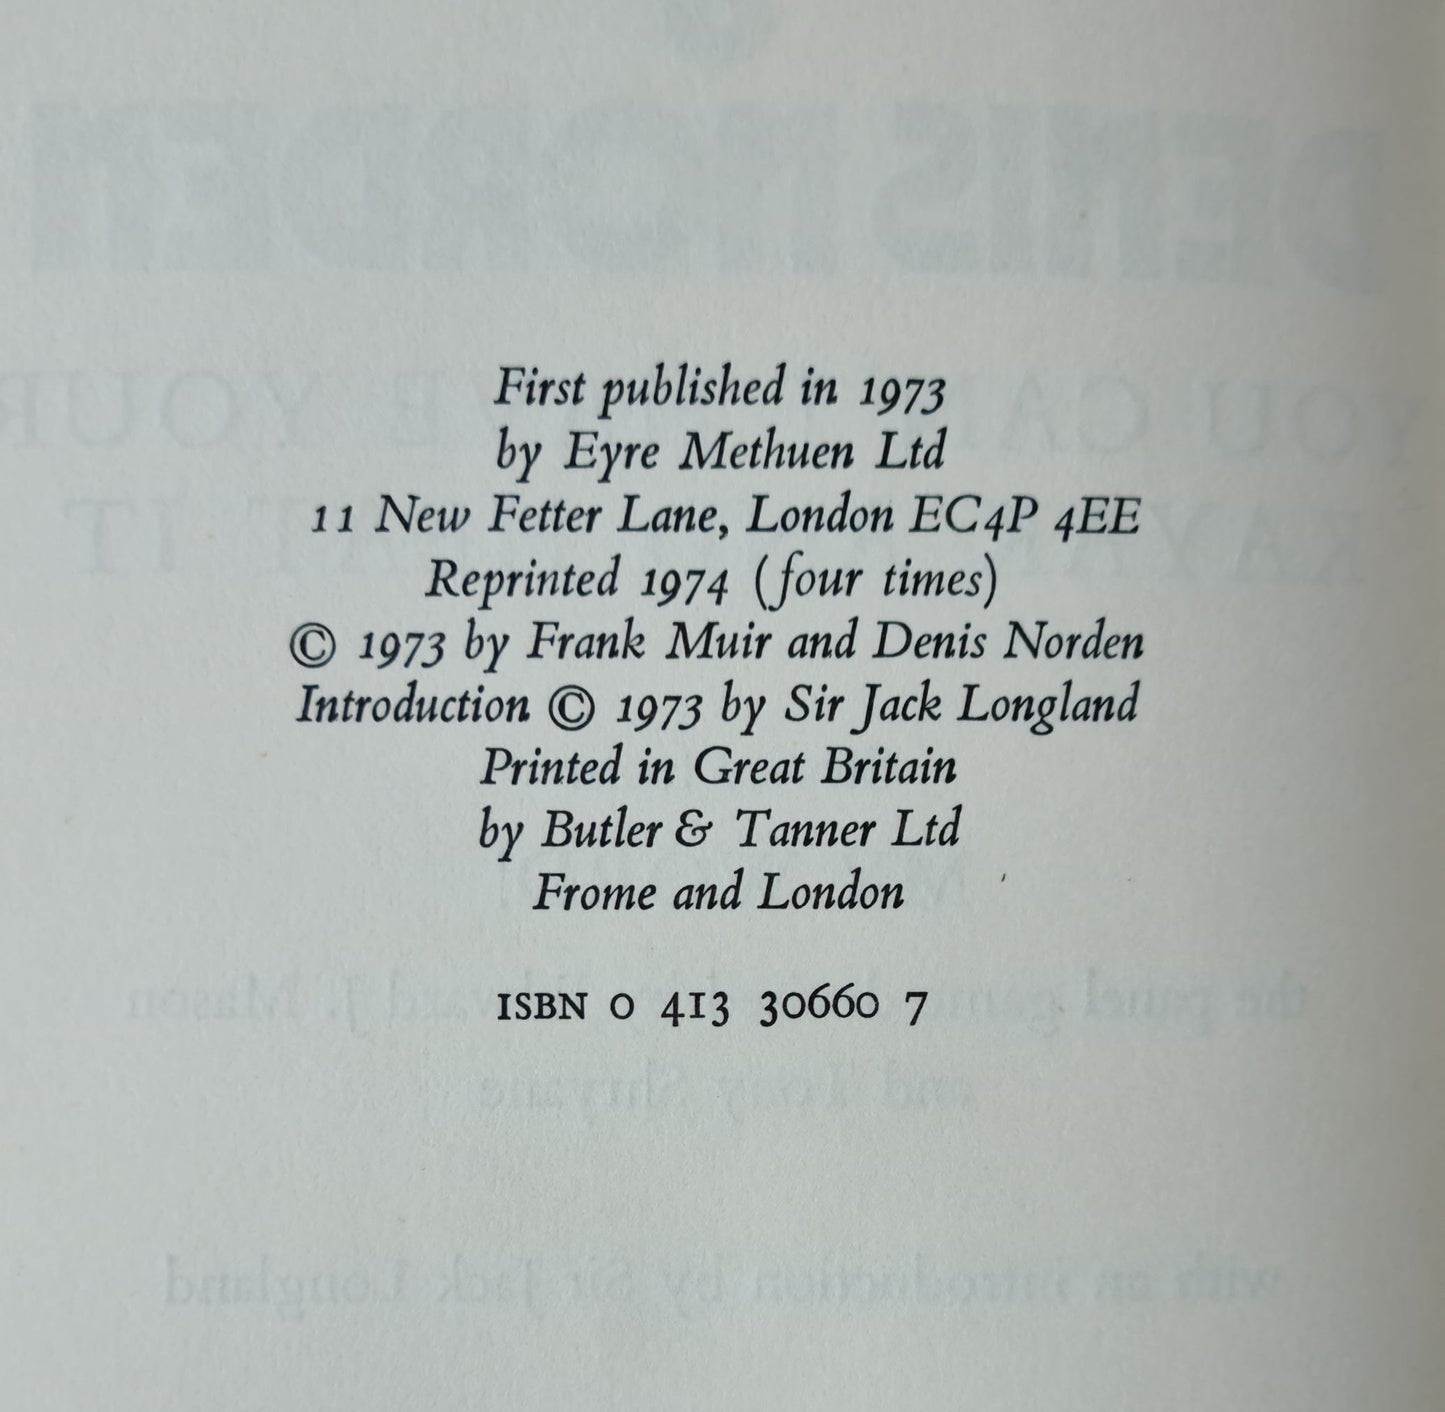 First published in 1973
by Eyre Methuen Ltd
11 New Fetter Lane, London EC4P 4EE
Reprinted 1974 (four times)
© 1973 by Frank Muir and Denis Norden
Introduction © 1973 by Sir Jack Longland
Printed in Great Britain
by Butler & Tanner Ltd
Frome and London
ISBN 0 413 30660 7